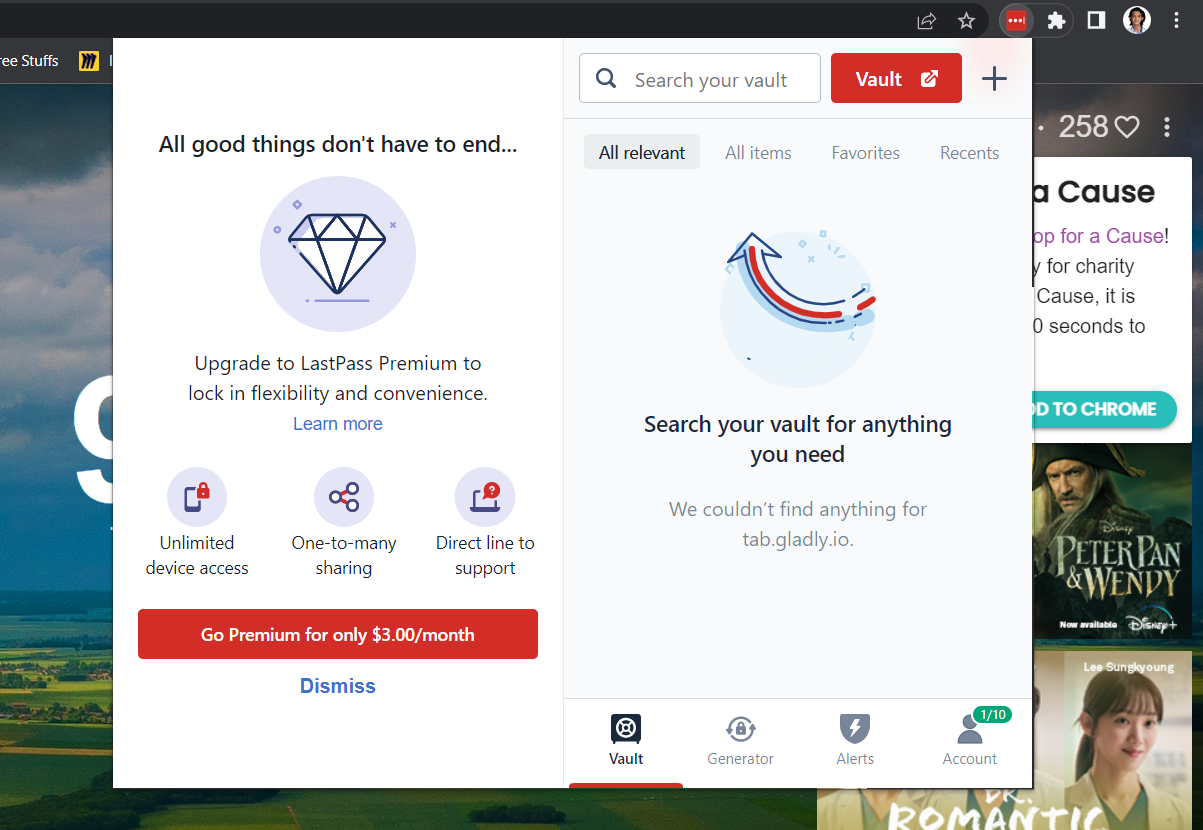 ree Stuffs
All good things don't have to end...
Upgrade to LastPass Premium to
lock in flexibility and convenience.
Learn more
Unlimited
device access
One-to-many
sharing
Direct line to
support
Go Premium for only $3.00/month
Dismiss
Search your vault
Vault
All relevant
All items
Favorites
Recents
Search your vault for anything
you need
We couldn’t find anything for
tab.gladly.io.
Vault
Generator
Alerts
1/10
Account
258
a Cause
op for a Cause!
y for charity
Cause, it is
0 seconds to
DD TO CHROME
Disney
PETER PAN
& WENDY
Now available
Disney+
Lee Sungkyoung
DR.
ROMANTIC